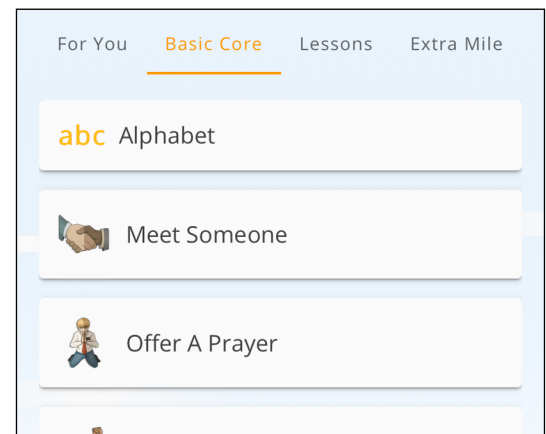 For You Basic Core Lessons Extra Mile
abc Alphabet
Meet Someone
Offer A Prayer